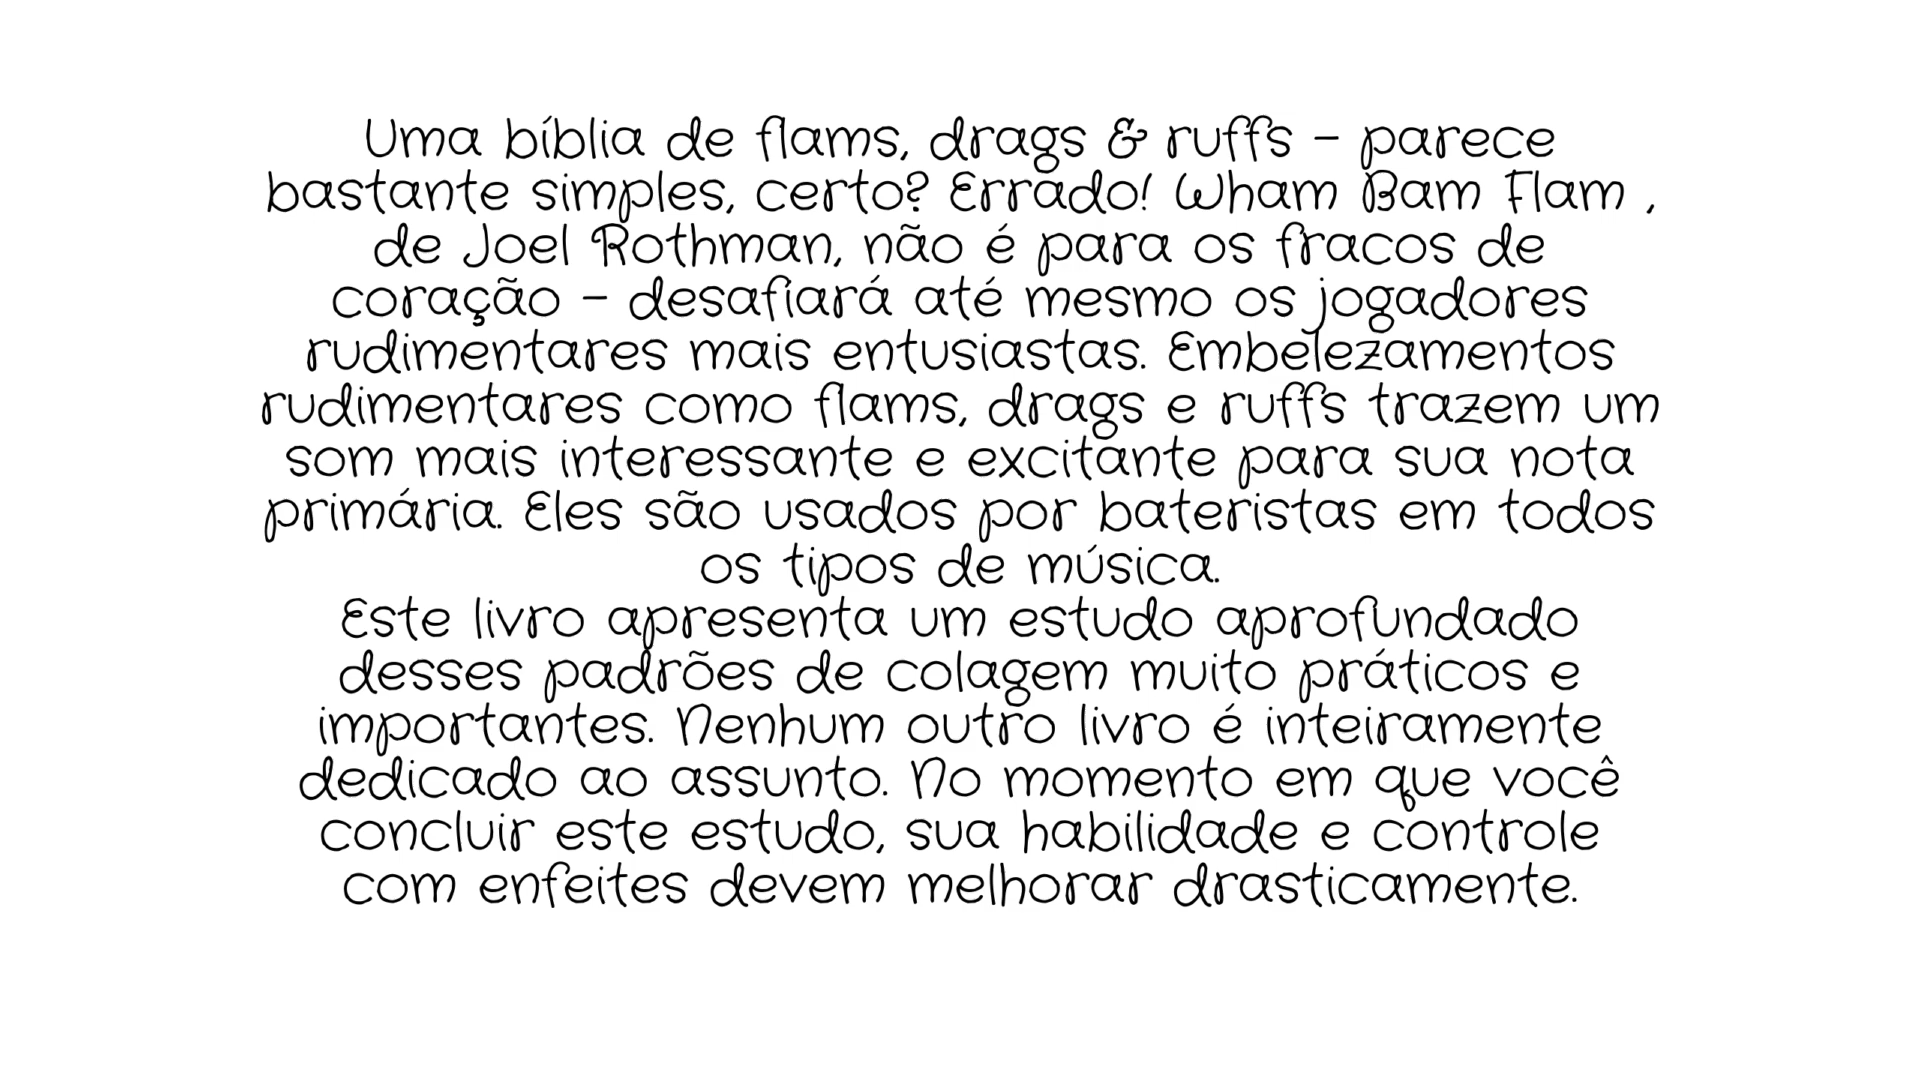 Uma bíblia de flams, drags & ruffs - parece
bastante simples, certo? Errado! Wham Bam Flam ,
de Joel Rothman, não é para os fracos de
coração - desafiará até mesmo os jogadores
rudimentares mais entusiastas. Embelezamentos
rudimentares como flams, drags e ruffs trazem um
som mais interessante e excitante para sua nota
primária. Eles são usados por bateristas em todos
os tipos de música.
Este livro apresenta um estudo aprofundado
desses padrões de colagem muito práticos e
importantes. Nenhum outro livro é inteiramente
dedicado ao assunto. No momento em que você
concluir este estudo, sua habilidade e controle
com enfeites devem melhorar drasticamente.